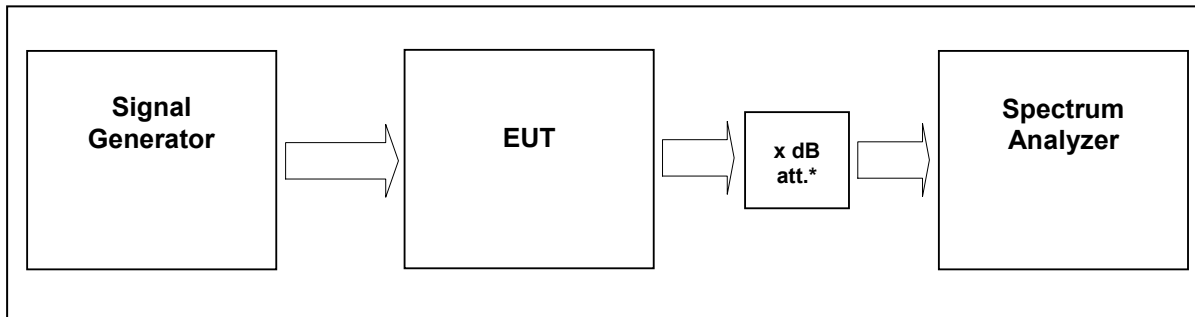 Signal
Generator
EUT
x dB
att.*
Spectrum
Analyzer